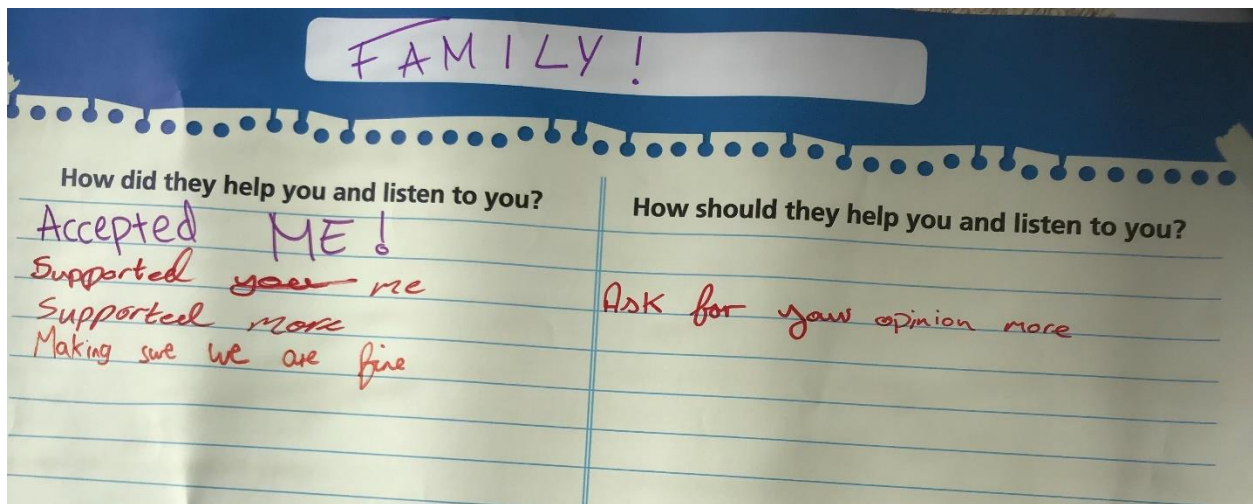 FAMILY!
How did they help you and listen to you?
Accepted ME!
Supported you me
Supported more
Making sure we are fine
How should they help you and listen to you?
Ask for your opinion more